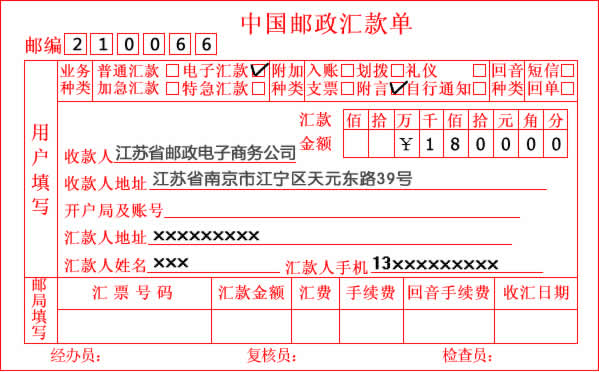 中国邮政汇款单
邮编 210066
业务种类 普通汇款□ 电子汇款☑ 附加种类 入账□ 划拨□ 礼仪□ 回音种类 短信□
加急汇款□ 特急汇款□ 支票□ 附言☑ 自行通知□ 回单□
用户填写
汇款金额 佰 拾 万 千 佰 拾 元 角 分
¥ 1 8 0 0 0 0
收款人 江苏省邮政电子商务公司
收款人地址 江苏省南京市江宁区天元东路39号
开户局及账号
汇款人地址 ×××××××××
汇款人姓名 ××× 汇款人手机 13×××××××××
邮局填写 汇票号码 汇款金额 汇费 手续费 回音手续费 收汇日期
经办员: 复核员: 检查员: